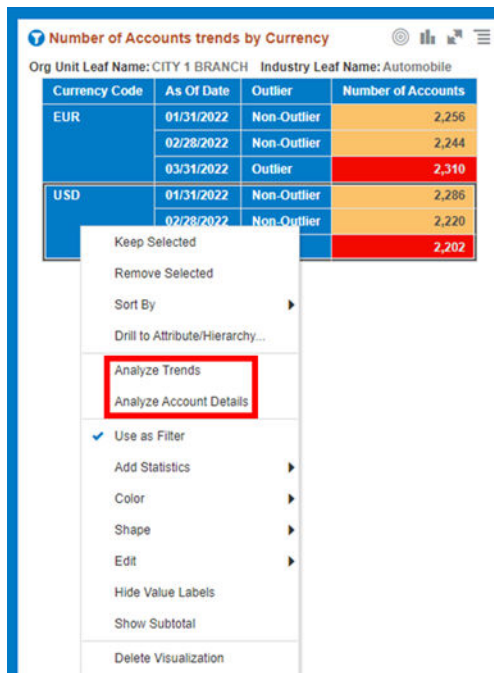 Number of Accounts trends by Currency
Org Unit Leaf Name: CITY 1 BRANCH Industry Leaf Name: Automobile
Currency Code As Of Date Outlier Number of Accounts
EUR 01/31/2022 Non-Outlier 2,256
02/28/2022 Non-Outlier 2,244
03/31/2022 Outlier 2,310
USD 01/31/2022 Non-Outlier 2,286
02/28/2022 Non-Outlier 2,220
2,202
Keep Selected
Remove Selected
Sort By
Drill to Attribute/Hierarchy...
Analyze Trends
Analyze Account Details
Use as Filter
Add Statistics
Color
Shape
Edit
Hide Value Labels
Show Subtotal
Delete Visualization